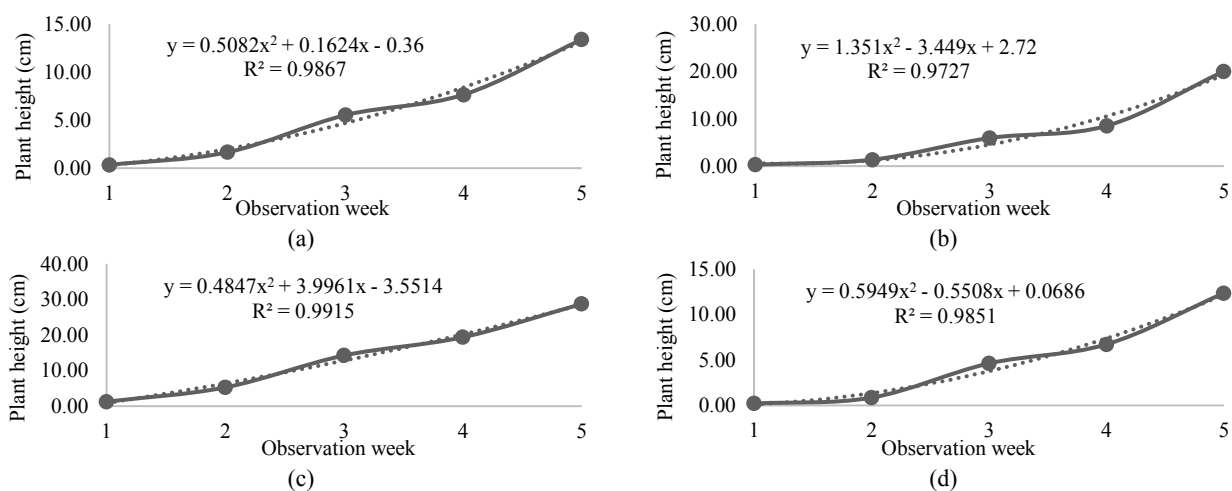 15.00
10.00
5.00
0.00
Plant height (cm)
y = 0.5082x² + 0.1624x - 0.36
R² = 0.9867
1 2 3 4 5
Observation week
(a)
30.00
20.00
10.00
0.00
Plant height (cm)
y = 1.351x² - 3.449x + 2.72
R² = 0.9727
1 2 3 4 5
Observation week
(b)
40.00
30.00
20.00
10.00
0.00
Plant height (cm)
y = 0.4847x² + 3.9961x - 3.5514
R² = 0.9915
1 2 3 4 5
Observation week
(c)
15.00
10.00
5.00
0.00
Plant height (cm)
y = 0.5949x² - 0.5508x + 0.0686
R² = 0.9851
1 2 3 4 5
Observation week
(d)